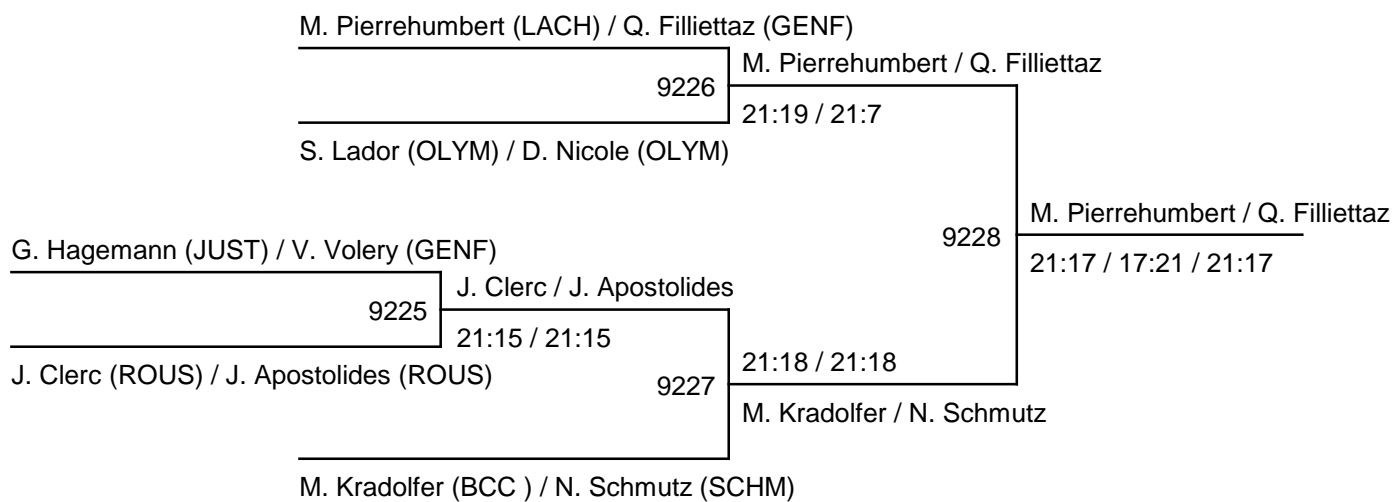 M. Pierrehumbert (LACH) / Q. Filliettaz (GENF)
M. Pierrehumbert / Q. Filliettaz
9226
21:19 / 21:7
S. Lador (OLYM) / D. Nicole (OLYM)
M. Pierrehumbert / Q. Filliettaz
9228
21:17 / 17:21 / 21:17
G. Hagemann (JUST) / V. Volery (GENF)
J. Clerc / J. Apostolides
9225
21:15 / 21:15
J. Clerc (ROUS) / J. Apostolides (ROUS)
21:18 / 21:18
9227
M. Kradolfer / N. Schmutz
M. Kradolfer (BCC ) / N. Schmutz (SCHM)